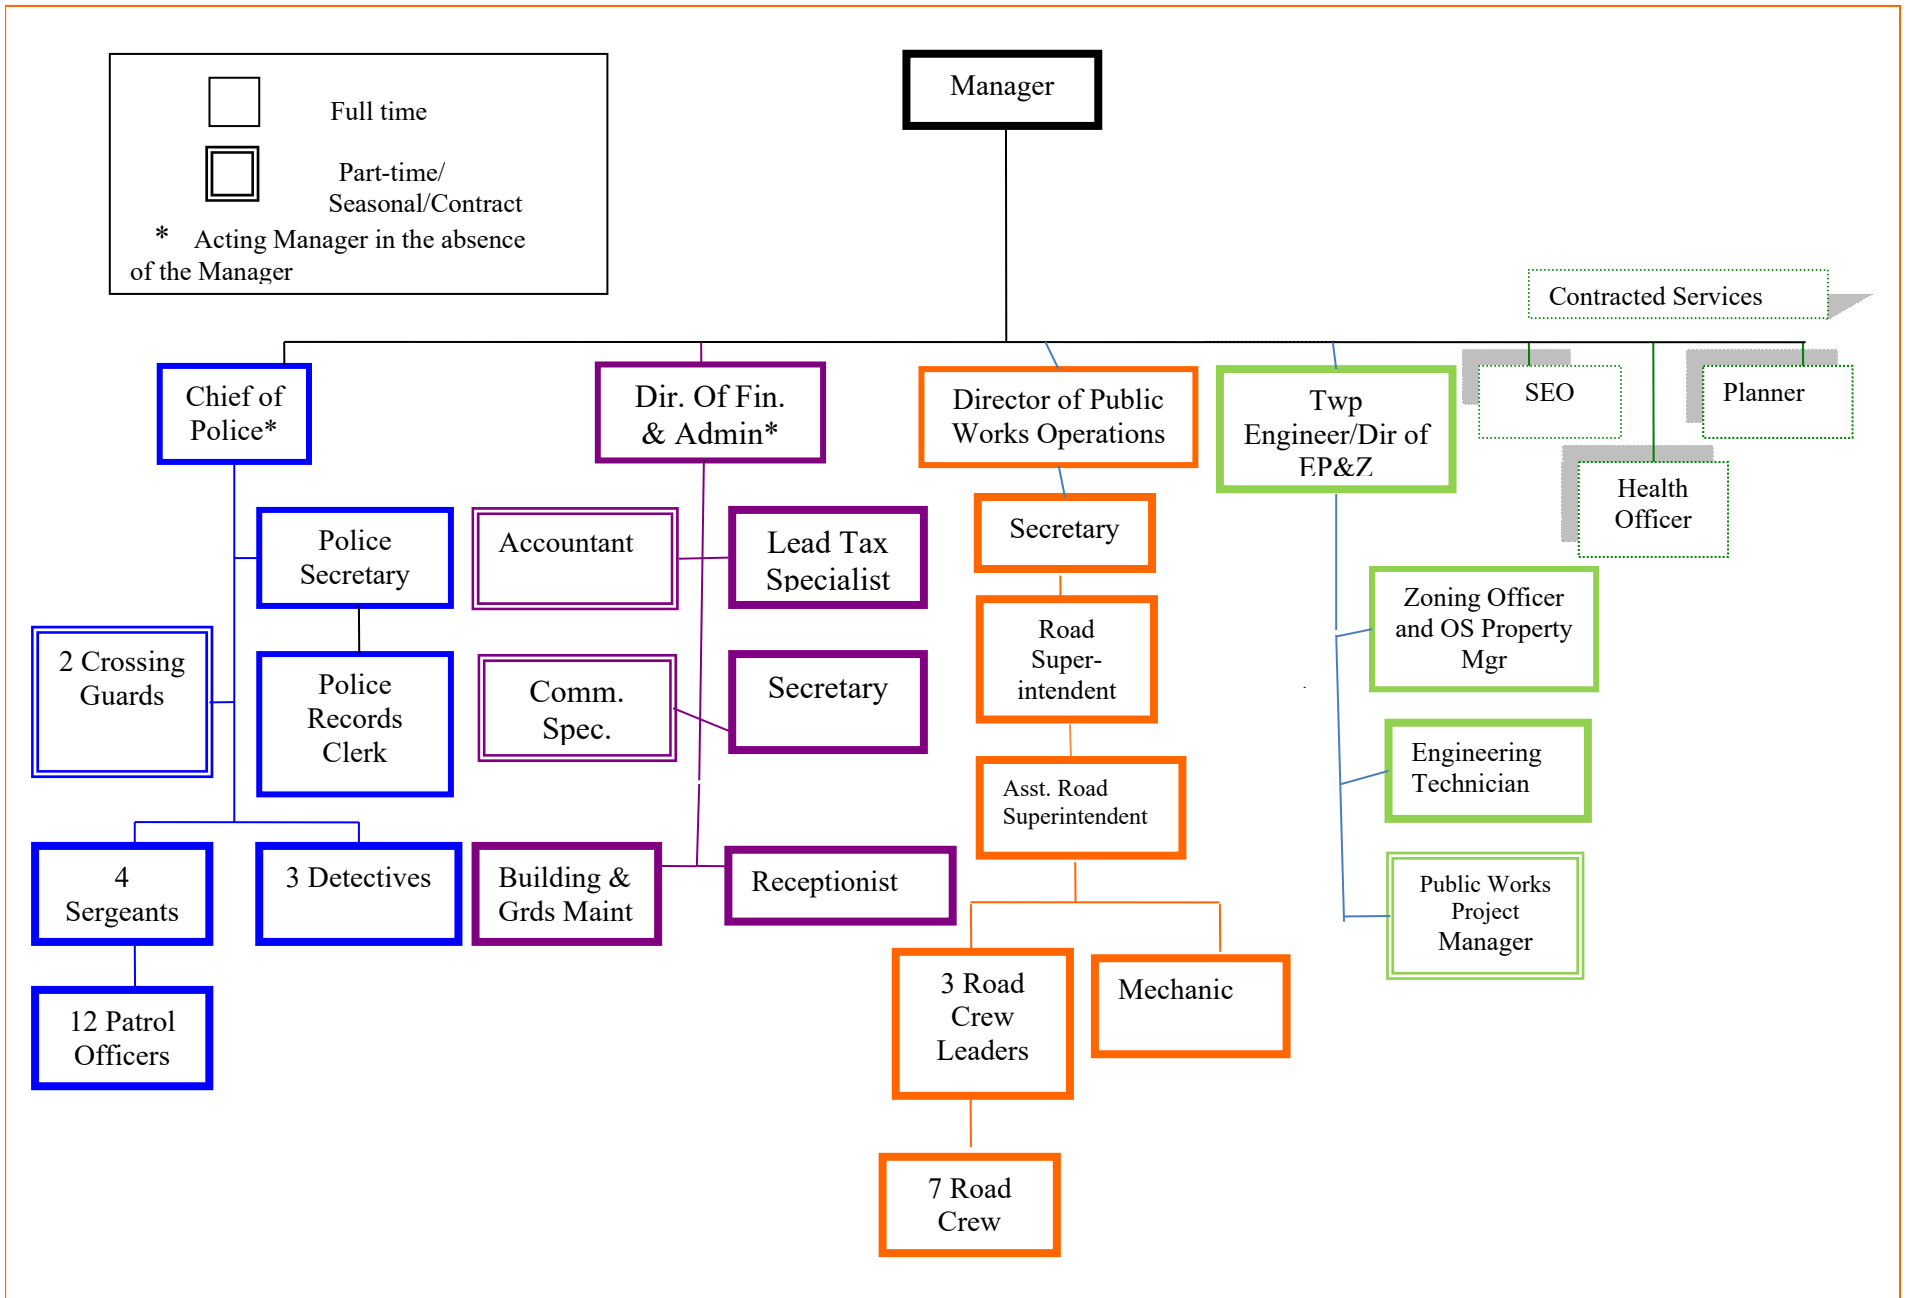 Manager
Full time
Part-time/
Seasonal/Contract
* Acting Manager in the absence
of the Manager
Contracted Services
Chief of
Police*
Dir. Of Fin.
& Admin*
Director of Public
Works Operations
Twp
Engineer/Dir of
EP&Z
SEO
Planner
Health
Officer
Police
Secretary
Accountant
Lead Tax
Specialist
Secretary
Zoning Officer
and OS Property
Mgr
2 Crossing
Guards
Police
Records
Clerk
Comm.
Spec.
Secretary
Road
Super-
intendent
Engineering
Technician
Asst. Road
Superintendent
4
Sergeants
3 Detectives
Building &
Grds Maint
Receptionist
Public Works
Project
Manager
3 Road
Crew
Leaders
Mechanic
12 Patrol
Officers
7 Road
Crew